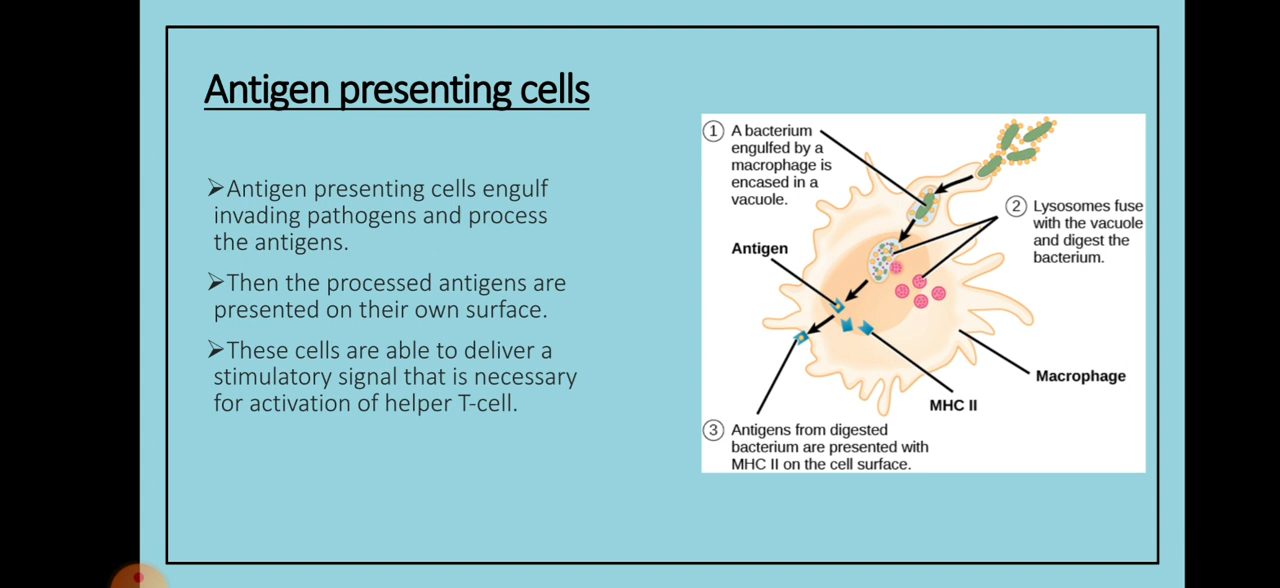 Antigen presenting cells
➢Antigen presenting cells engulf
invading pathogens and process
the antigens.
➢Then the processed antigens are
presented on their own surface.
➢These cells are able to deliver a
stimulatory signal that is necessary
for activation of helper T-cell.
1 A bacterium
engulfed by a
macrophage is
encased in a
vacuole.
2 Lysosomes fuse
with the vacuole
and digest the
bacterium.
Antigen
Macrophage
MHC II
3 Antigens from digested
bacterium are presented with
MHC II on the cell surface.